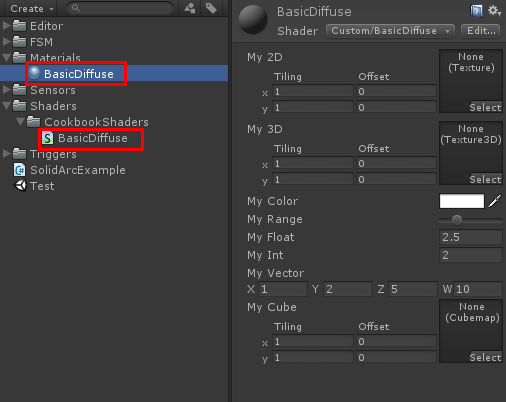 Create
Editor
FSM
Materials
BasicDiffuse
Sensors
Shaders
CookbookShaders
BasicDiffuse
Triggers
SolidArcExample
Test
BasicDiffuse
Shader Custom/BasicDiffuse Edit...
My 2D
None
(Texture)
Tiling Offset
x 1 0
y 1 0
Select
My 3D
None
(Texture3D)
Tiling Offset
x 1 0
y 1 0
Select
My Color
My Range
My Float 2.5
My Int 2
My Vector
X 1 Y 2 Z 5 W 10
My Cube
None
(Cubemap)
Tiling Offset
x 1 0
y 1 0
Select